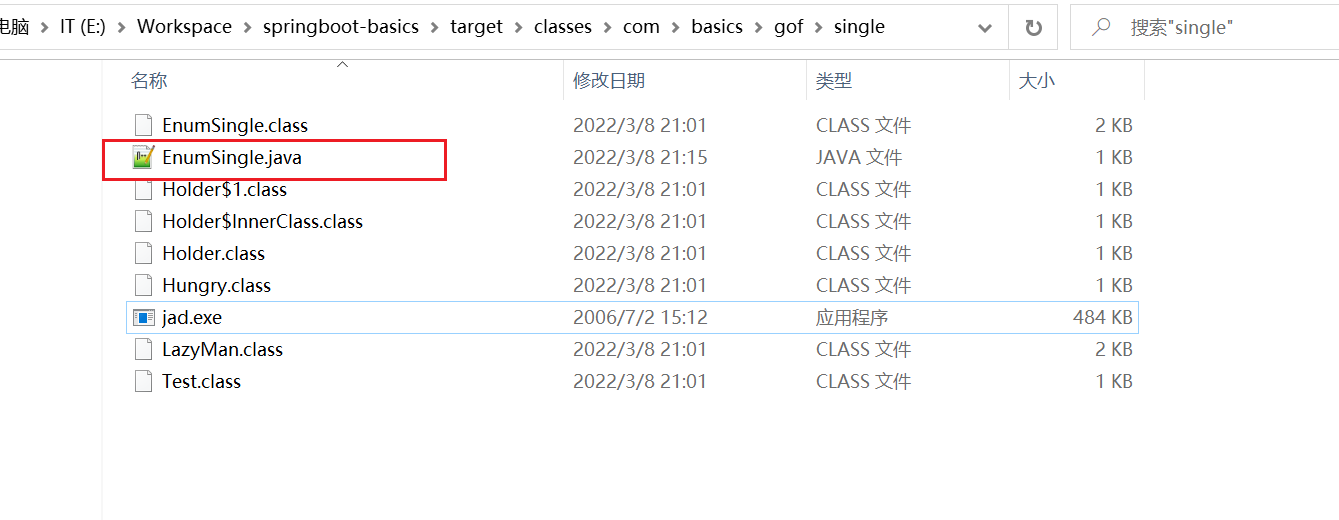 电脑 > IT (E:) > Workspace > springboot-basics > target > classes > com > basics > gof > single 搜索"single"
名称 修改日期 类型 大小
EnumSingle.class 2022/3/8 21:01 CLASS 文件 2 KB
EnumSingle.java 2022/3/8 21:15 JAVA 文件 1 KB
Holder$1.class 2022/3/8 21:01 CLASS 文件 1 KB
Holder$InnerClass.class 2022/3/8 21:01 CLASS 文件 1 KB
Holder.class 2022/3/8 21:01 CLASS 文件 1 KB
Hungry.class 2022/3/8 21:01 CLASS 文件 1 KB
jad.exe 2006/7/2 15:12 应用程序 484 KB
LazyMan.class 2022/3/8 21:01 CLASS 文件 2 KB
Test.class 2022/3/8 21:01 CLASS 文件 1 KB